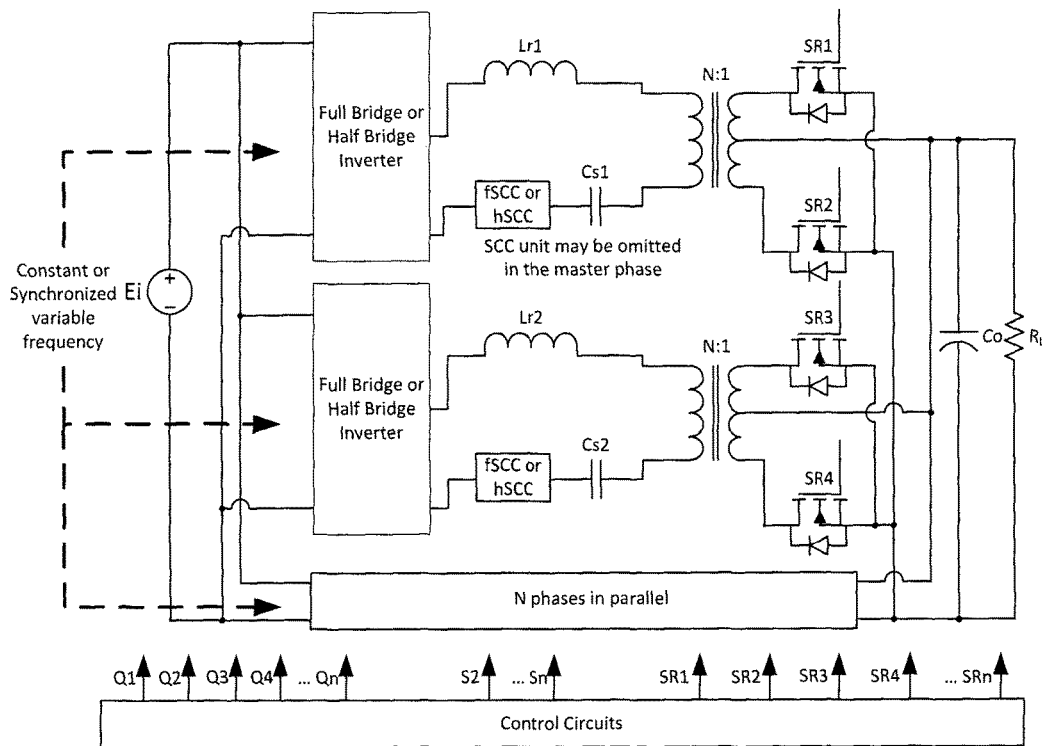 Full Bridge or
Half Bridge
Inverter
Lr1
N:1
SR1
Cs1
fSCC or
hSCC
SCC unit may be omitted
in the master phase
SR2
Constant or
Synchronized
variable
frequency
Ei
+
−
Full Bridge or
Half Bridge
Inverter
Lr2
N:1
SR3
Cs2
fSCC or
hSCC
SR4
Co
N phases in parallel
Q1
Q2
Q3
Q4
... Qn
S2
... Sn
SR1
SR2
SR3
SR4
... SRn
Control Circuits